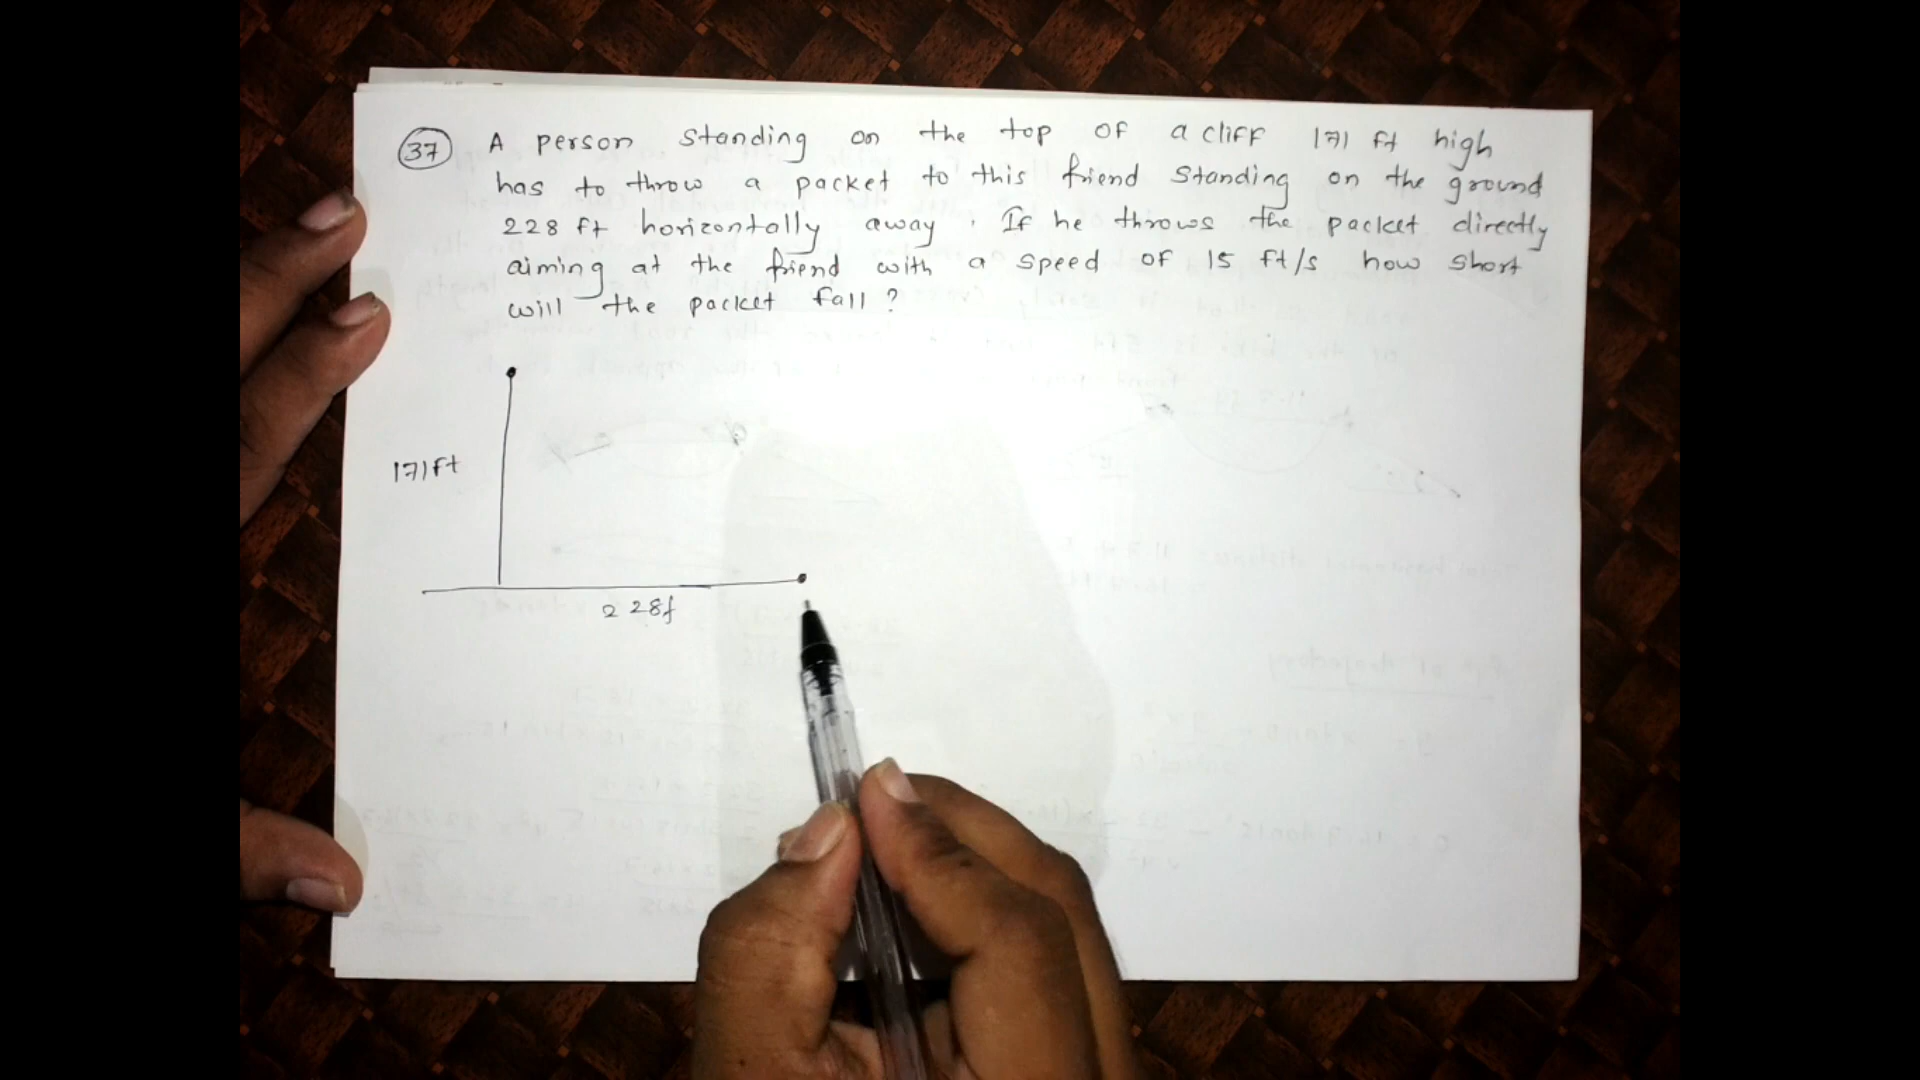 37 A person standing on the top of a cliff 171 ft high
has to throw a packet to this friend standing on the ground
228 ft horizontally away. If he throws the packet directly
aiming at the friend with a speed of 15 ft/s how short
will the packet fall?
171ft
228f